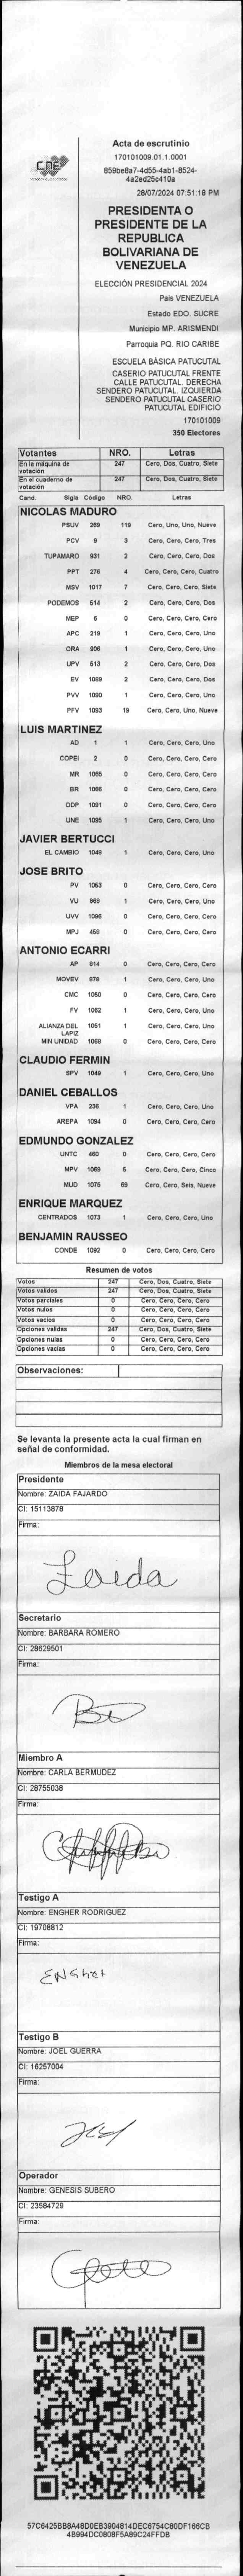 CNE
Acta de escrutinio
170101009.01.1.0001
859be8a7-4d55-4ab1-8524-
4a2ed25c410a
28/07/2024 07:51:18 PM
PRESIDENTA O
PRESIDENTE DE LA
REPUBLICA
BOLIVARIANA DE
VENEZUELA
ELECCIÓN PRESIDENCIAL 2024
Pais VENEZUELA
Estado EDO. SUCRE
Municipio MP. ARISMENDI
Parroquia PQ. RIO CARIBE
ESCUELA BÁSICA PATUCUTAL
CASERIO PATUCUTAL FRENTE
CALLE PATUCUTAL. DERECHA
SENDERO PATUCUTAL. IZQUIERDA
SENDERO PATUCUTAL CASERIO
PATUCUTAL EDIFICIO
170101009
350 Electores
Votantes NRO. Letras
En la máquina de votación 247 Cero, Dos, Cuatro, Siete
En el cuaderno de votación 247 Cero, Dos, Cuatro, Siete
Cand. Sigla Código NRO. Letras
NICOLAS MADURO
PSUV 269 119 Cero, Uno, Uno, Nueve
PCV 9 3 Cero, Cero, Cero, Tres
TUPAMARO 931 2 Cero, Cero, Cero, Dos
PPT 276 4 Cero, Cero, Cero, Cuatro
MSV 1017 7 Cero, Cero, Cero, Siete
PODEMOS 514 2 Cero, Cero, Cero, Dos
MEP 6 0 Cero, Cero, Cero, Cero
APC 219 1 Cero, Cero, Cero, Uno
ORA 906 1 Cero, Cero, Cero, Uno
UPV 513 2 Cero, Cero, Cero, Dos
EV 1089 2 Cero, Cero, Cero, Dos
PVV 1090 1 Cero, Cero, Cero, Uno
PFV 1093 19 Cero, Cero, Uno, Nueve
LUIS MARTINEZ
AD 1 1 Cero, Cero, Cero, Uno
COPEI 2 0 Cero, Cero, Cero, Cero
MR 1065 0 Cero, Cero, Cero, Cero
BR 1066 0 Cero, Cero, Cero, Cero
DDP 1091 0 Cero, Cero, Cero, Cero
UNE 1095 1 Cero, Cero, Cero, Uno
JAVIER BERTUCCI
EL CAMBIO 1048 1 Cero, Cero, Cero, Uno
JOSE BRITO
PV 1053 0 Cero, Cero, Cero, Cero
VU 868 1 Cero, Cero, Cero, Uno
UVV 1096 0 Cero, Cero, Cero, Cero
MPJ 458 0 Cero, Cero, Cero, Cero
ANTONIO ECARRI
AP 814 0 Cero, Cero, Cero, Cero
MOVEV 878 1 Cero, Cero, Cero, Uno
CMC 1050 0 Cero, Cero, Cero, Cero
FV 1062 1 Cero, Cero, Cero, Uno
ALIANZA DEL LAPIZ 1051 1 Cero, Cero, Cero, Uno
MIN UNIDAD 1068 0 Cero, Cero, Cero, Cero
CLAUDIO FERMIN
SPV 1049 1 Cero, Cero, Cero, Uno
DANIEL CEBALLOS
VPA 236 1 Cero, Cero, Cero, Uno
AREPA 1094 0 Cero, Cero, Cero, Cero
EDMUNDO GONZALEZ
UNTC 460 0 Cero, Cero, Cero, Cero
MPV 1069 5 Cero, Cero, Cero, Cinco
MUD 1075 69 Cero, Cero, Seis, Nueve
ENRIQUE MARQUEZ
CENTRADOS 1073 1 Cero, Cero, Cero, Uno
BENJAMIN RAUSSEO
CONDE 1092 0 Cero, Cero, Cero, Cero
Resumen de votos
Votos 247 Cero, Dos, Cuatro, Siete
Votos validos 247 Cero, Dos, Cuatro, Siete
Votos parciales 0 Cero, Cero, Cero, Cero
Votos nulos 0 Cero, Cero, Cero, Cero
Votos vacios 0 Cero, Cero, Cero, Cero
Opciones validas 247 Cero, Dos, Cuatro, Siete
Opciones nulas 0 Cero, Cero, Cero, Cero
Opciones vacias 0 Cero, Cero, Cero, Cero
Observaciones:
Se levanta la presente acta la cual firman en
señal de conformidad.
Miembros de la mesa electoral
Presidente
Nombre: ZAIDA FAJARDO
CI: 15113878
Firma:
Zaida
Secretario
Nombre: BARBARA ROMERO
CI: 28629501
Firma:
Miembro A
Nombre: CARLA BERMUDEZ
CI: 28755038
Firma:
Testigo A
Nombre: ENGHER RODRIGUEZ
CI: 19708812
Firma:
ENGher
Testigo B
Nombre: JOEL GUERRA
CI: 16257004
Firma:
Operador
Nombre: GENESIS SUBERO
CI: 23584729
Firma:
57C6425BB8A48D0EB3904814DEC6754C80DF166CB
4B994DC0808F5A89C24FFDB